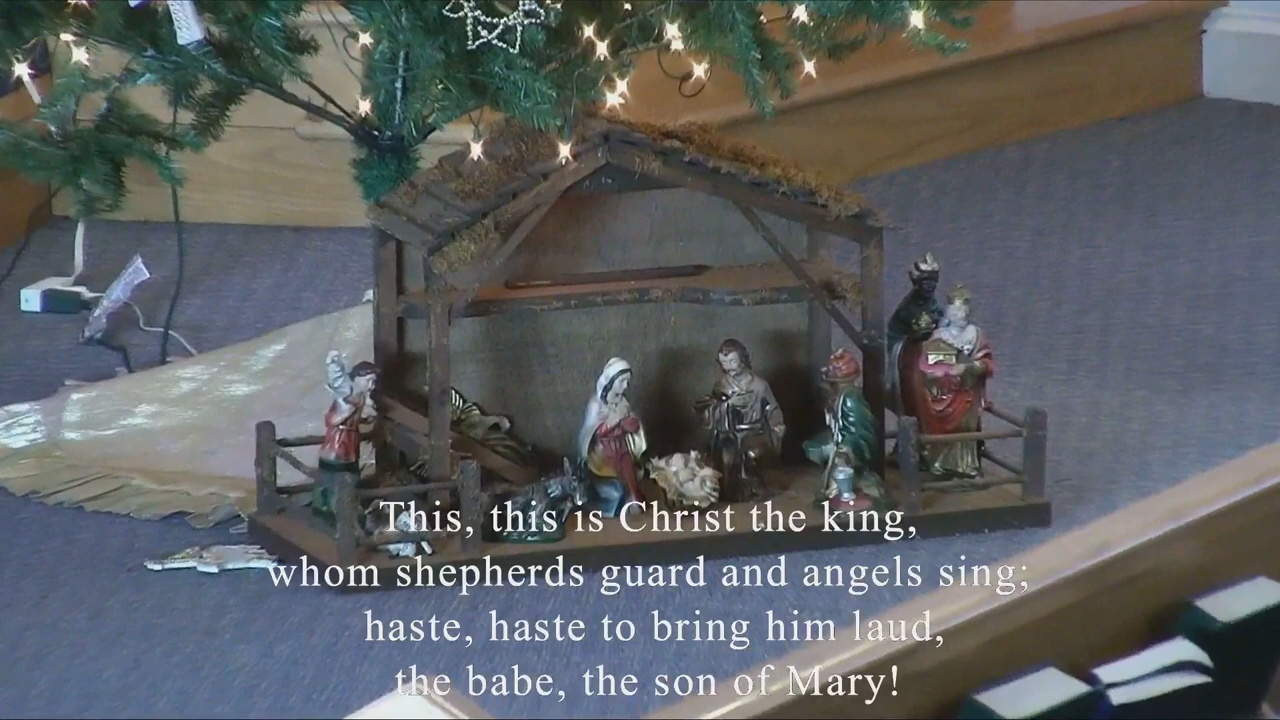 This, this is Christ the king,
whom shepherds guard and angels sing;
haste, haste to bring him laud,
the babe, the son of Mary!